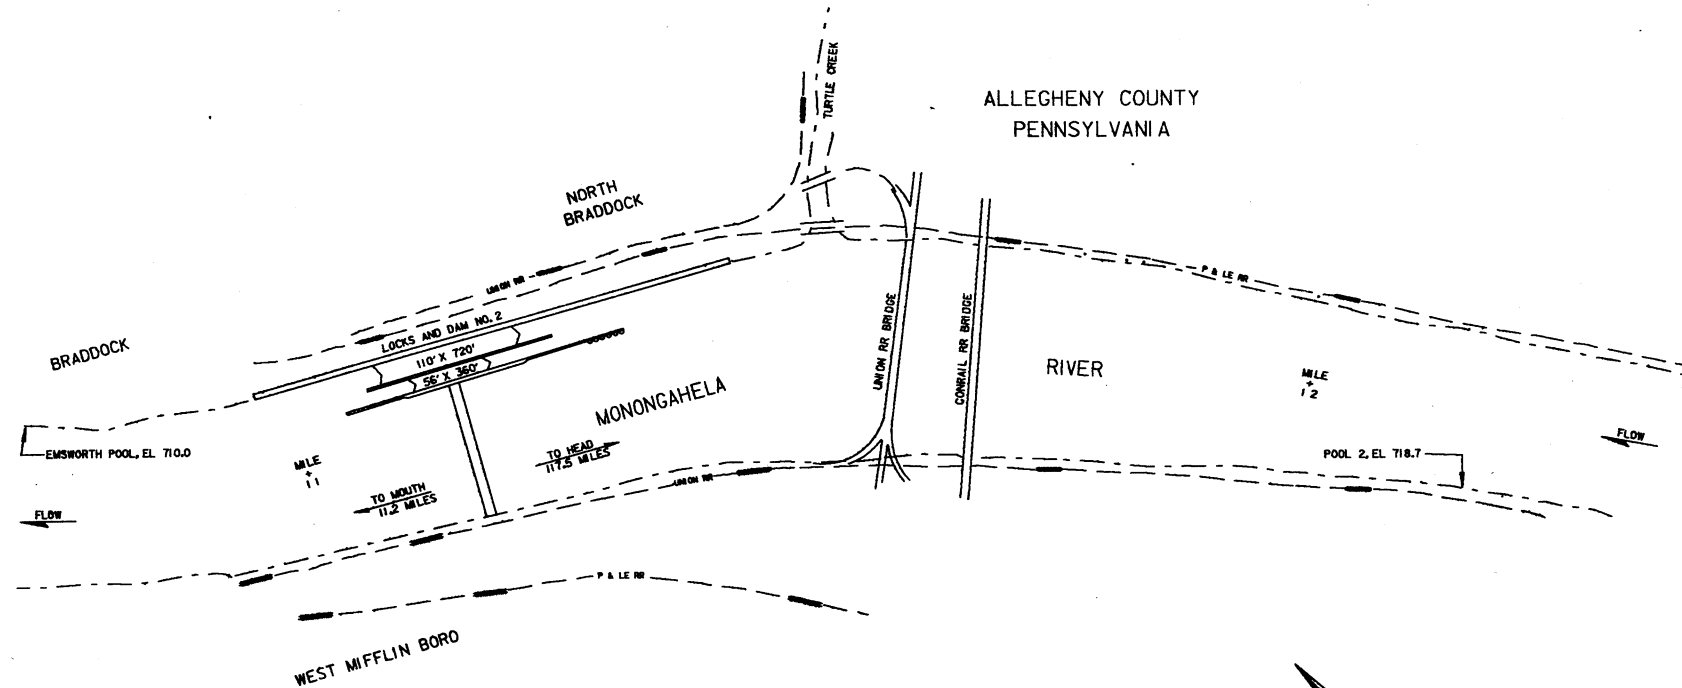 ALLEGHENY COUNTY
PENNSYLVANIA
TURTLE CREEK
NORTH
BRADDOCK
UNION RR
P & LE RR
LOCKS AND DAM NO. 2
110' X 720'
56' X 360'
BRADDOCK
MONONGAHELA
RIVER
UNION RR BRIDGE
CONRAIL RR BRIDGE
MILE
12
FLOW
EMSWORTH POOL, EL 710.0
MILE
11
TO HEAD
117.5 MILES
TO MOUTH
11.2 MILES
UNION RR
POOL 2, EL 718.7
FLOW
P & LE RR
WEST MIFFLIN BORO